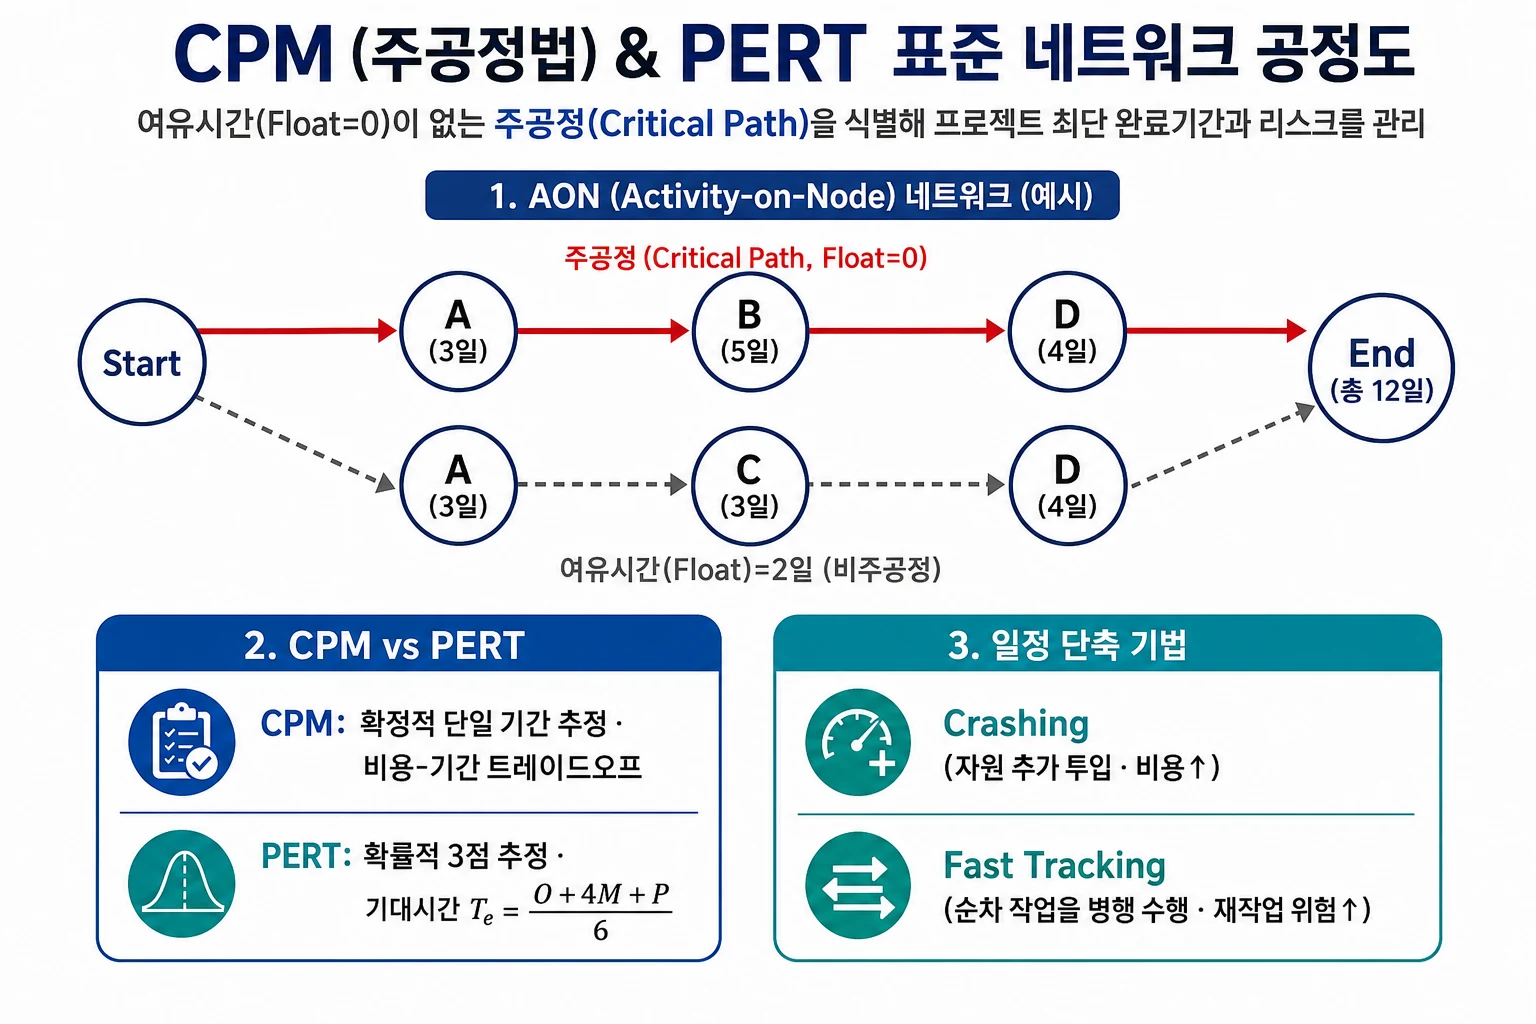 CPM (주공정법) & PERT 표준 네트워크 공정도
여유시간(Float=0)이 없는 주공정(Critical Path)을 식별해 프로젝트 최단 완료기간과 리스크를 관리
1. AON (Activity-on-Node) 네트워크 (예시)
주공정 (Critical Path, Float=0)
Start
A
(3일)
B
(5일)
D
(4일)
End
(총 12일)
A
(3일)
C
(3일)
D
(4일)
여유시간(Float)=2일 (비주공정)
2. CPM vs PERT
CPM: 확정적 단일 기간 추정 ·
비용-기간 트레이드오프
PERT: 확률적 3점 추정 ·
기대시간 Te = (O + 4M + P) / 6
3. 일정 단축 기법
Crashing
(자원 추가 투입 · 비용↑)
Fast Tracking
(순차 작업을 병행 수행 · 재작업 위험↑)